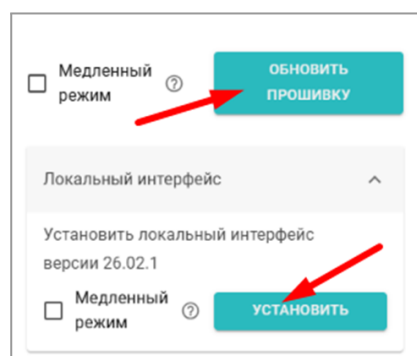 Медленный режим
ОБНОВИТЬ ПРОШИВКУ
Локальный интерфейс
Установить локальный интерфейс
версии 26.02.1
Медленный режим
УСТАНОВИТЬ